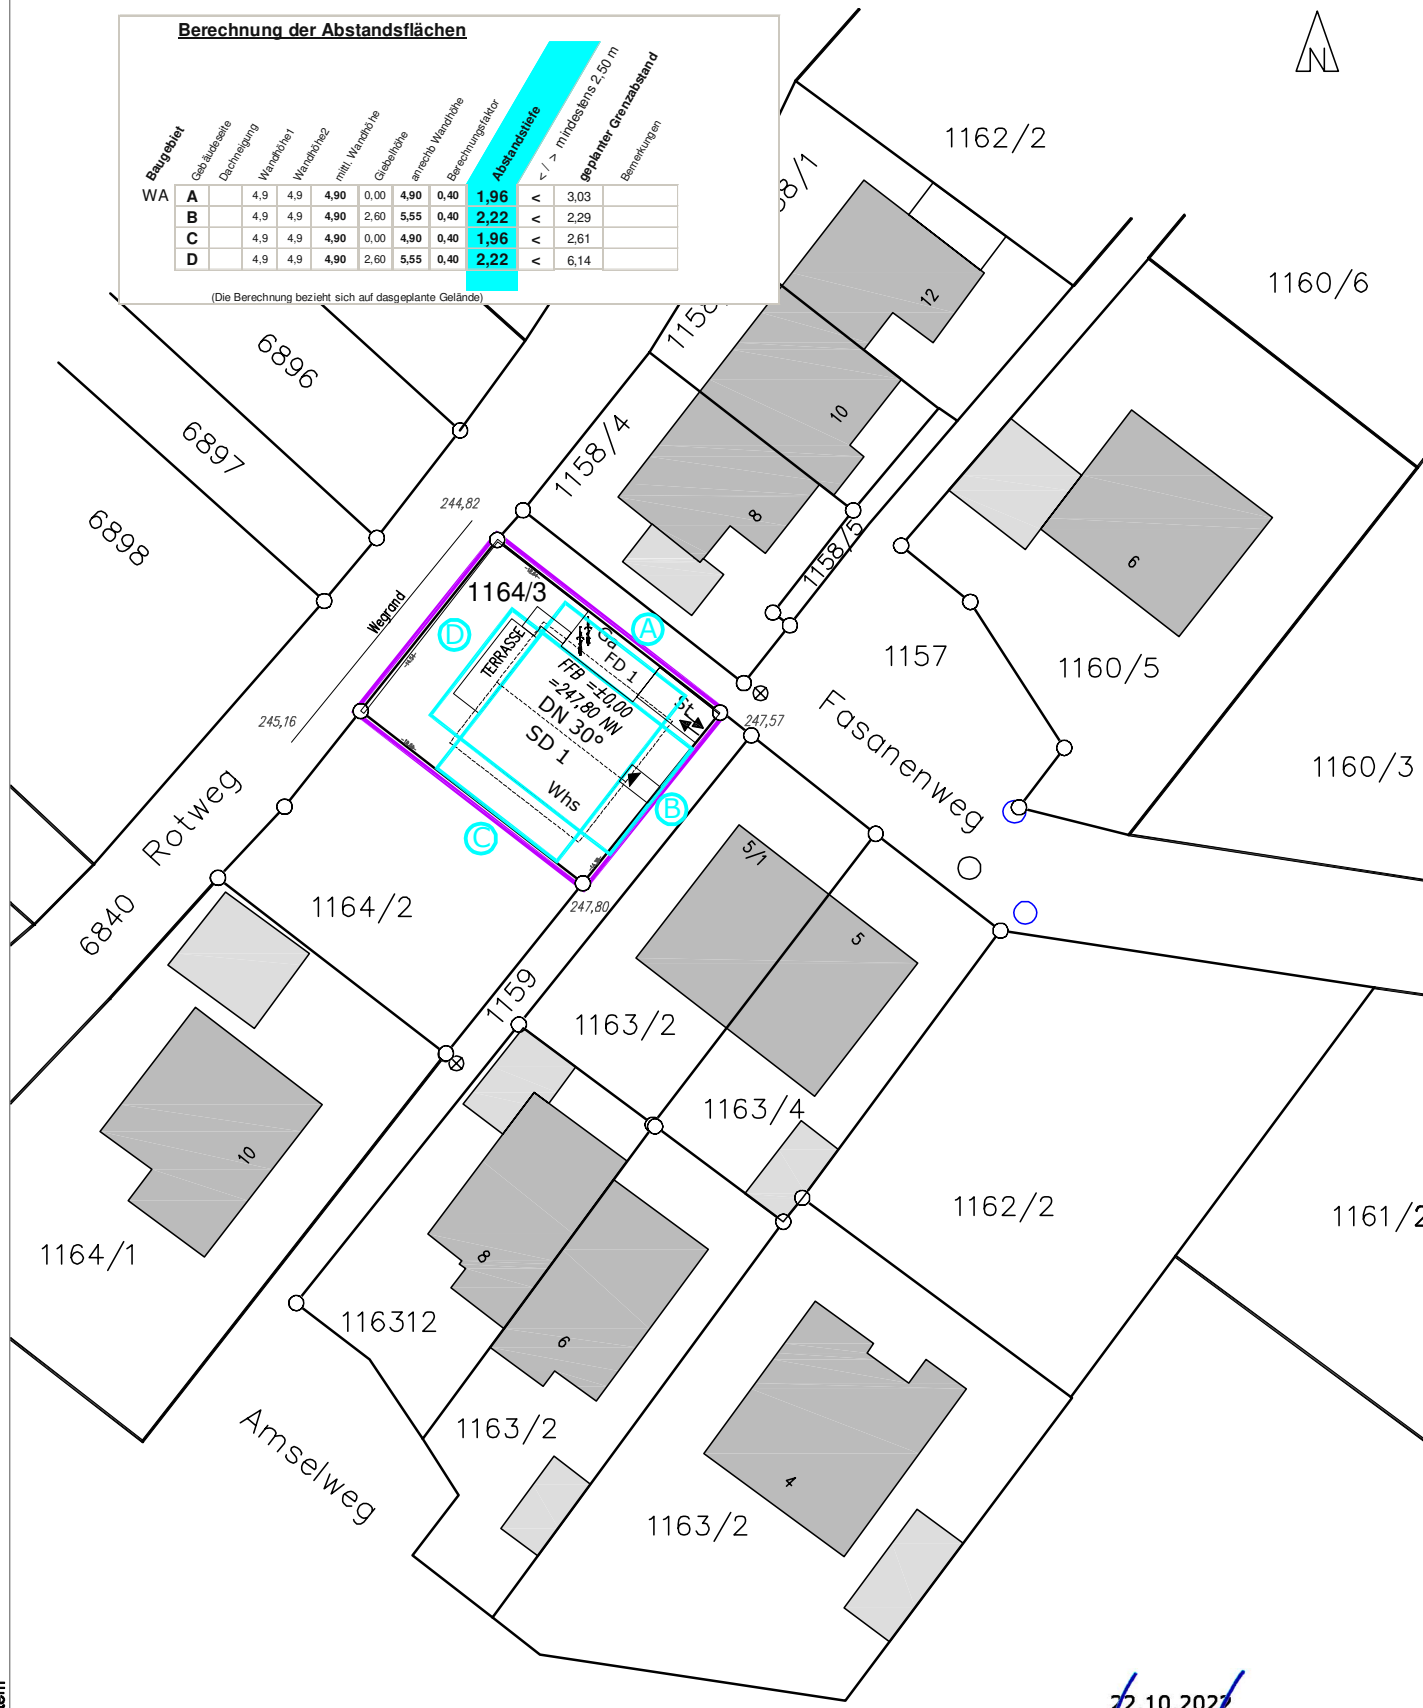 Berechnung der Abstandsflächen
Baugebiet
Gebäudeseite
Dachneigung
Wandhöhe1
Wandhöhe2
mittl. Wandhöhe
Giebelhöhe
anrechb Wandhöhe
Berechnungsfaktor
Abstandstiefe
< / > mindestens 2,50 m
geplanter Grenzabstand
Bemerkungen
WA A 4,9 4,9 4,90 0,00 4,90 0,40 1,96 < 3,03
B 4,9 4,9 4,90 2,60 5,55 0,40 2,22 < 2,29
C 4,9 4,9 4,90 0,00 4,90 0,40 1,96 < 2,61
D 4,9 4,9 4,90 2,60 5,55 0,40 2,22 < 6,14
(Die Berechnung bezieht sich auf dasgeplante Gelände)
N
1162/2
58/1
1160/6
1158
12
6896
6897
6898
10
1158/4
8
244,82
1158/5
6
1164/3
Wegrand
A
D
TERRASSE
Ga
FD 1
FFB =±0,00
=247,80 NN
DN 30°
SD 1
St
Whs
B
C
245,16
247,57
247,80
1157
1160/5
1160/3
Fasanenweg
Rotweg
6840
1164/2
1159
5/1
5
1163/2
1163/4
1162/2
1161/2
10
1164/1
8
6
116312
1163/2
4
1163/2
Amselweg
22.10.2022